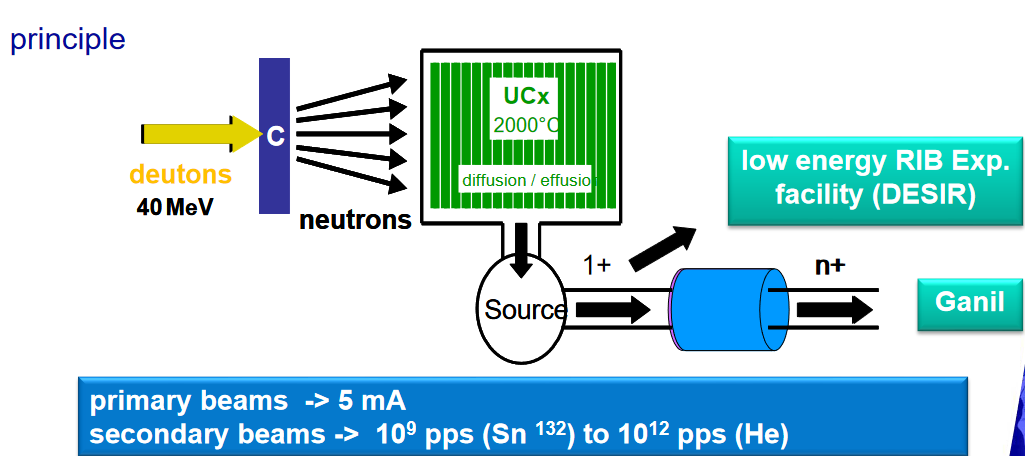 principle
C
deutons
40 MeV
neutrons
UCx
2000°C
diffusion / effusio
low energy RIB Exp.
facility (DESIR)
1+
n+
Source
Ganil
primary beams -> 5 mA
secondary beams -> 10⁹ pps (Sn ¹³²) to 10¹² pps (He)